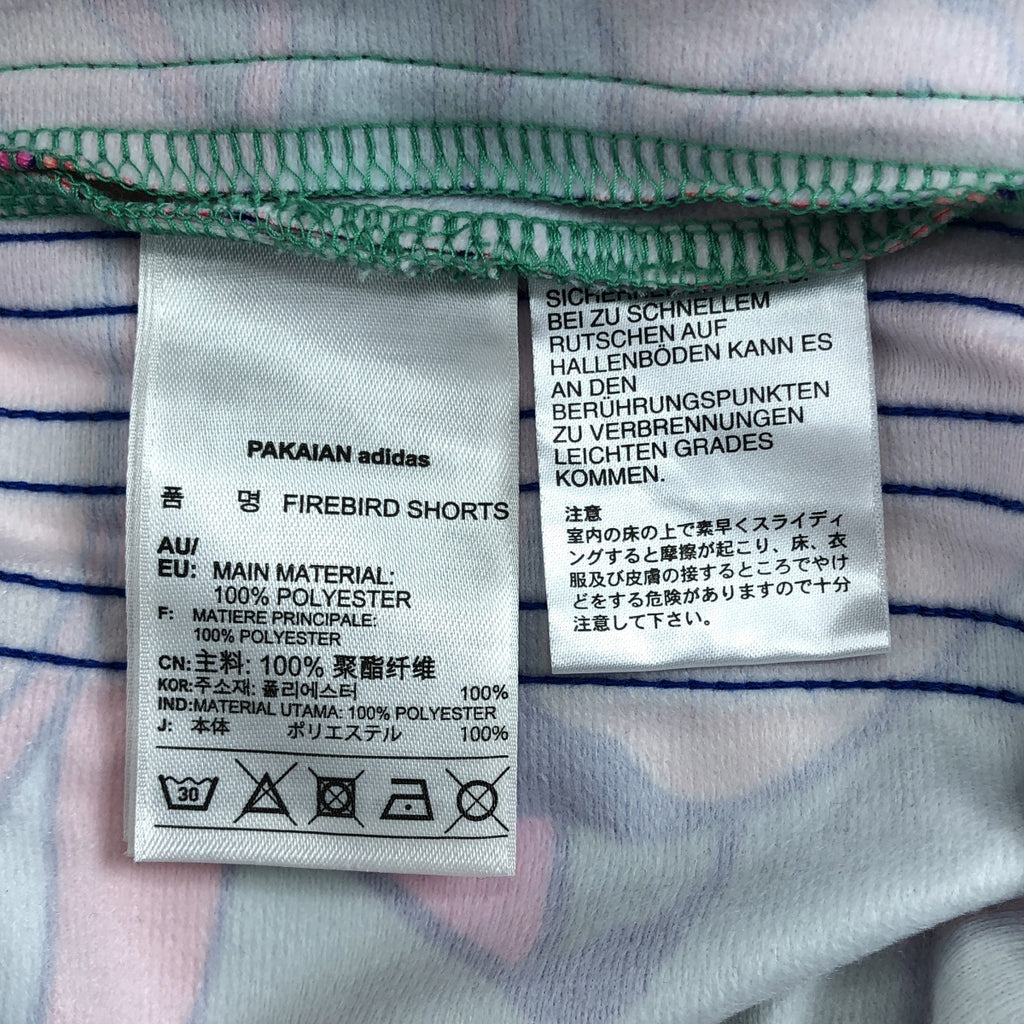 PAKAIAN adidas
품 명 FIREBIRD SHORTS
AU/
EU: MAIN MATERIAL:
100% POLYESTER
F: MATIERE PRINCIPALE:
100% POLYESTER
CN: 主料: 100% 聚酯纤维
KOR: 주소재: 폴리에스터 100%
IND: MATERIAL UTAMA: 100% POLYESTER
J: 本体 ポリエステル 100%
30
BEI ZU SCHNELLEM
RUTSCHEN AUF
HALLENBÖDEN KANN ES
AN DEN
BERÜHRUNGSPUNKTEN
ZU VERBRENNUNGEN
LEICHTEN GRADES
KOMMEN.
注意
室内の床の上で素早くスライディ
ングすると摩擦が起こり、床、衣
服及び皮膚の接するところでやけ
どをする危険がありますので十分
注意して下さい。